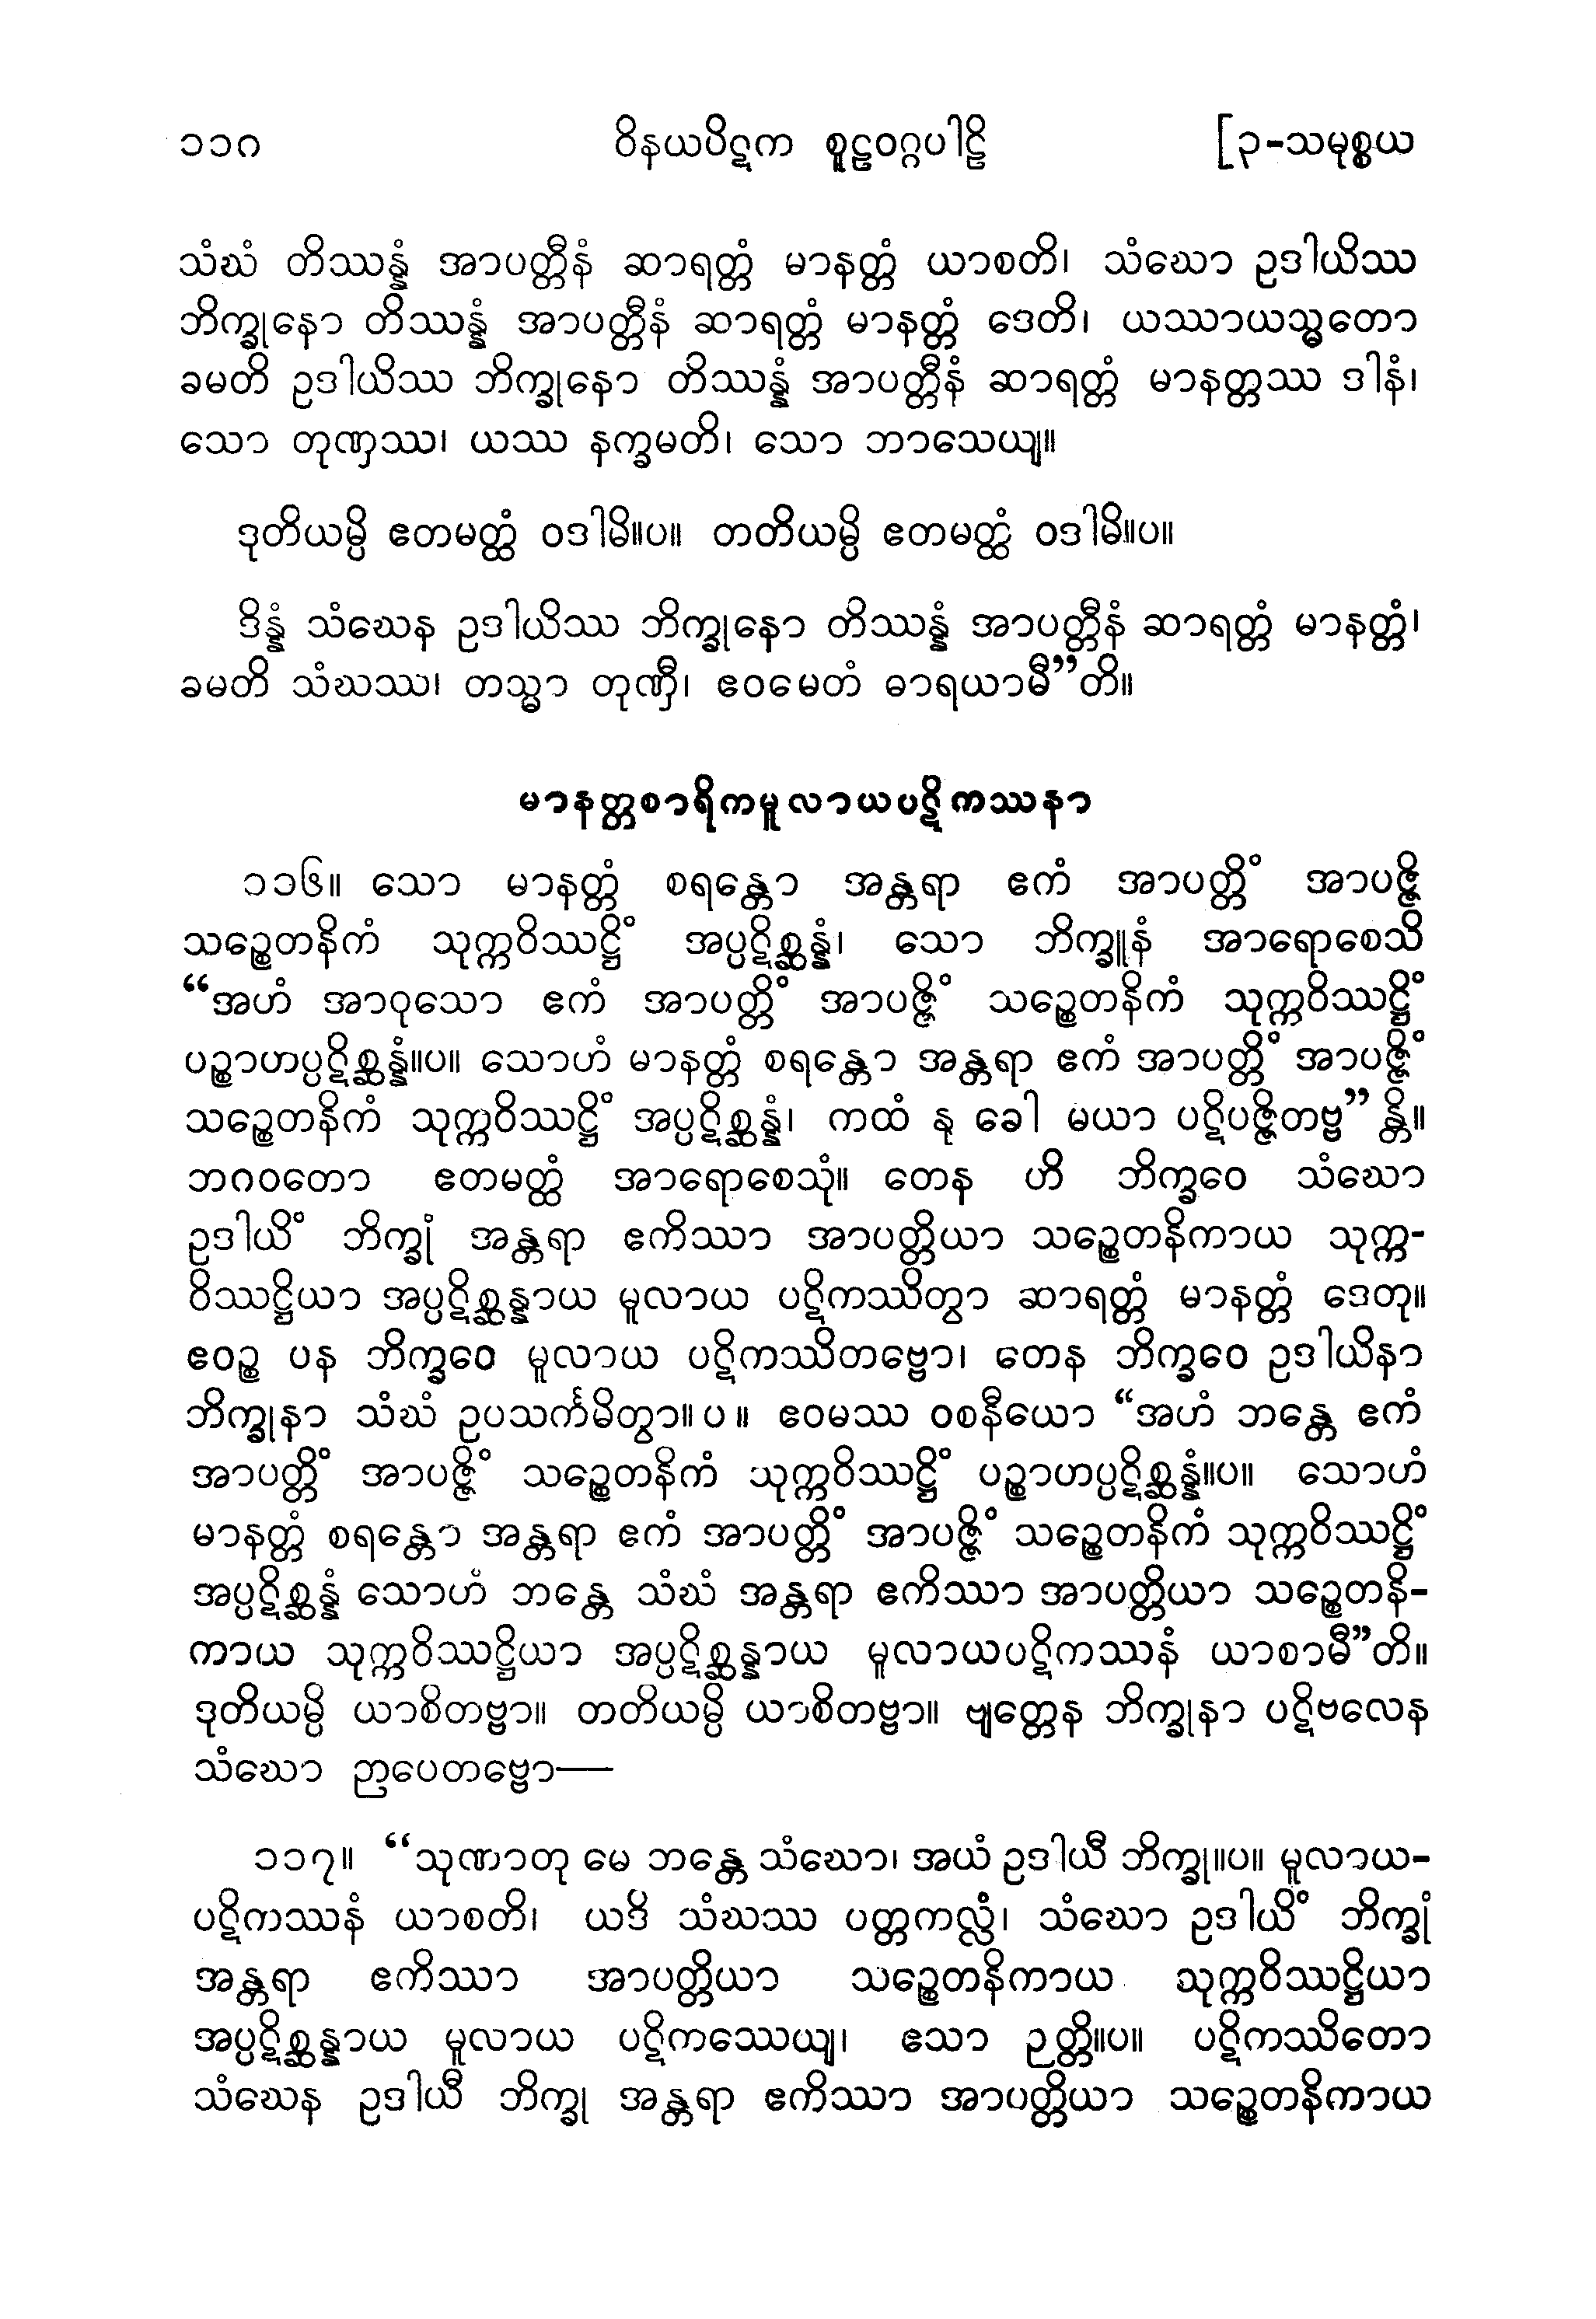 ၁၁ဂ ဝိနယပိဋက စူဠဝဂ္ဂပါဠိ [၃-သမုစ္စယ
သံဃံ တိဿန္နံ အာပတ္တီနံ ဆာရတ္တံ မာနတ္တံ ယာစတိ၊ သံဃော ဥဒါယိဿ
ဘိက္ခုနော တိဿန္နံ အာပတ္တီနံ ဆာရတ္တံ မာနတ္တံ ဒေတိ၊ ယဿာယသ္မတော
ခမတိ ဥဒါယိဿ ဘိက္ခုနော တိဿန္နံ အာပတ္တီနံ ဆာရတ္တံ မာနတ္တဿ ဒါနံ၊
သော တုဏှဿ၊ ယဿ နက္ခမတိ၊ သော ဘာသေယျ။
ဒုတိယမ္ပိ ဧတမတ္ထံ ဝဒါမိ။ပ။ တတိယမ္ပိ ဧတမတ္ထံ ဝဒါမိ။ပ။
ဒိန္နံ သံဃေန ဥဒါယိဿ ဘိက္ခုနော တိဿန္နံ အာပတ္တီနံ ဆာရတ္တံ မာနတ္တံ၊
ခမတိ သံဃဿ၊ တသ္မာ တုဏှီ၊ ဧဝမေတံ ဓာရယာမီ”တိ။
မာနတ္တစာရိကမူလာယပဋိကဿနာ
၁၁၆။ သော မာနတ္တံ စရန္တော အန္တရာ ဧကံ အာပတ္တိံ အာပဇ္ဇိ
သဉ္စေတနိကံ သုက္ကဝိဿဋ္ဌိံ အပ္ပဋိစ္ဆန္နံ၊ သော ဘိက္ခူနံ အာရောစေသိ
“အဟံ အာဝုသော ဧကံ အာပတ္တိံ အာပဇ္ဇိံ သဉ္စေတနိကံ သုက္ကဝိဿဋ္ဌိံ
ပဉ္စာဟပ္ပဋိစ္ဆန္နံ။ပ။ သောဟံ မာနတ္တံ စရန္တော အန္တရာ ဧကံ အာပတ္တိံ အာပဇ္ဇိံ
သဉ္စေတနိကံ သုက္ကဝိဿဋ္ဌိံ အပ္ပဋိစ္ဆန္နံ၊ ကထံ နု ခေါ မယာ ပဋိပဇ္ဇိတဗ္ဗ” န္တိ။
ဘဂဝတော ဧတမတ္ထံ အာရောစေသုံ။ တေန ဟိ ဘိက္ခဝေ သံဃော
ဥဒါယိံ ဘိက္ခုံ အန္တရာ ဧကိဿာ အာပတ္တိယာ သဉ္စေတနိကာယ သုက္က-
ဝိဿဋ္ဌိယာ အပ္ပဋိစ္ဆန္နာယ မူလာယ ပဋိကဿိတွာ ဆာရတ္တံ မာနတ္တံ ဒေတု။
ဧဝဉ္စ ပန ဘိက္ခဝေ မူလာယ ပဋိကဿိတဗ္ဗော၊ တေန ဘိက္ခဝေ ဥဒါယိနာ
ဘိက္ခုနာ သံဃံ ဥပသင်္ကမိတွာ။ပ။ ဧဝမဿ ဝစနီယော “အဟံ ဘန္တေ ဧကံ
အာပတ္တိံ အာပဇ္ဇိံ သဉ္စေတနိကံ သုက္ကဝိဿဋ္ဌိံ ပဉ္စာဟပ္ပဋိစ္ဆန္နံ။ပ။ သောဟံ
မာနတ္တံ စရန္တော အန္တရာ ဧကံ အာပတ္တိံ အာပဇ္ဇိံ သဉ္စေတနိကံ သုက္ကဝိဿဋ္ဌိံ
အပ္ပဋိစ္ဆန္နံ သောဟံ ဘန္တေ သံဃံ အန္တရာ ဧကိဿာ အာပတ္တိယာ သဉ္စေတနိ-
ကာယ သုက္ကဝိဿဋ္ဌိယာ အပ္ပဋိစ္ဆန္နာယ မူလာယပဋိကဿနံ ယာစာမီ”တိ။
ဒုတိယမ္ပိ ယာစိတဗ္ဗာ။ တတိယမ္ပိ ယာစိတဗ္ဗာ။ ဗျတ္တေန ဘိက္ခုနာ ပဋိဗလေန
သံဃော ဉာပေတဗ္ဗော—
၁၁၇။ “သုဏာတု မေ ဘန္တေ သံဃော၊ အယံ ဥဒါယီ ဘိက္ခု။ပ။ မူလာယ-
ပဋိကဿနံ ယာစတိ၊ ယဒိ သံဃဿ ပတ္တကလ္လံ၊ သံဃော ဥဒါယိံ ဘိက္ခုံ
အန္တရာ ဧကိဿာ အာပတ္တိယာ သဉ္စေတနိကာယ သုက္ကဝိဿဋ္ဌိယာ
အပ္ပဋိစ္ဆန္နာယ မူလာယ ပဋိကဿေယျ၊ ဧသာ ဉတ္တိ။ပ။ ပဋိကဿိတော
သံဃေန ဥဒါယီ ဘိက္ခု အန္တရာ ဧကိဿာ အာပတ္တိယာ သဉ္စေတနိကာယ